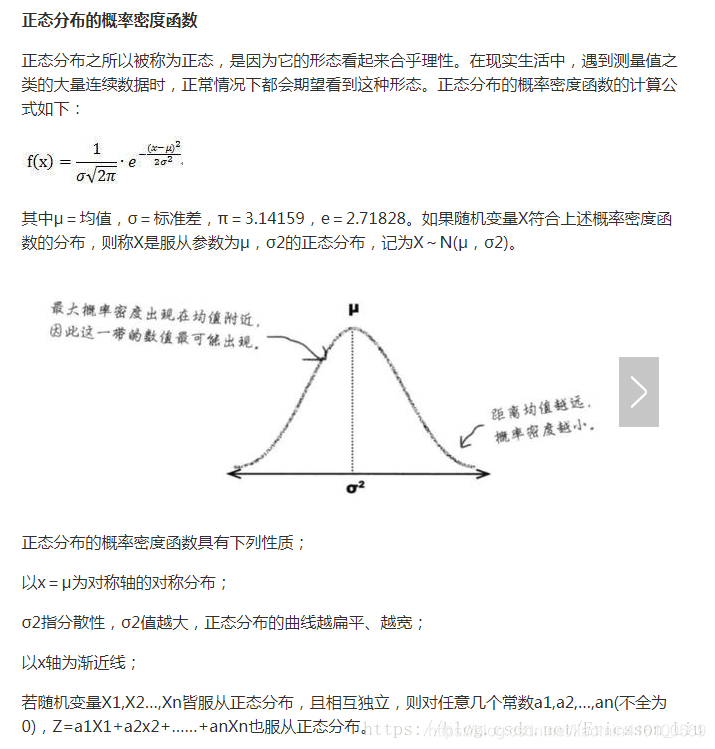 正态分布的概率密度函数
正态分布之所以被称为正态，是因为它的形态看起来合乎理性。在现实生活中，遇到测量值之
类的大量连续数据时，正常情况下都会期望看到这种形态。正态分布的概率密度函数的计算公
式如下：
f(x) = 1/(σ√2π) · e^(−(x−μ)²/2σ²) ,
其中μ＝均值，σ＝标准差，π＝3.14159，e＝2.71828。如果随机变量X符合上述概率密度函
数的分布，则称X是服从参数为μ，σ2的正态分布，记为X～N(μ，σ2)。
μ
最大概率密度出现在均值附近，
因此这一带的数值最可能出现。
距离均值越远，
概率密度越小。
σ²
正态分布的概率密度函数具有下列性质；
以x＝μ为对称轴的对称分布；
σ2指分散性，σ2值越大，正态分布的曲线越扁平、越宽；
以x轴为渐近线；
若随机变量X1,X2...,Xn皆服从正态分布，且相互独立，则对任意几个常数a1,a2,...,an(不全为
0)，Z=a1X1+a2x2+......+anXn也服从正态分布。
https://blog.csdn.net/Ericsson_Liu